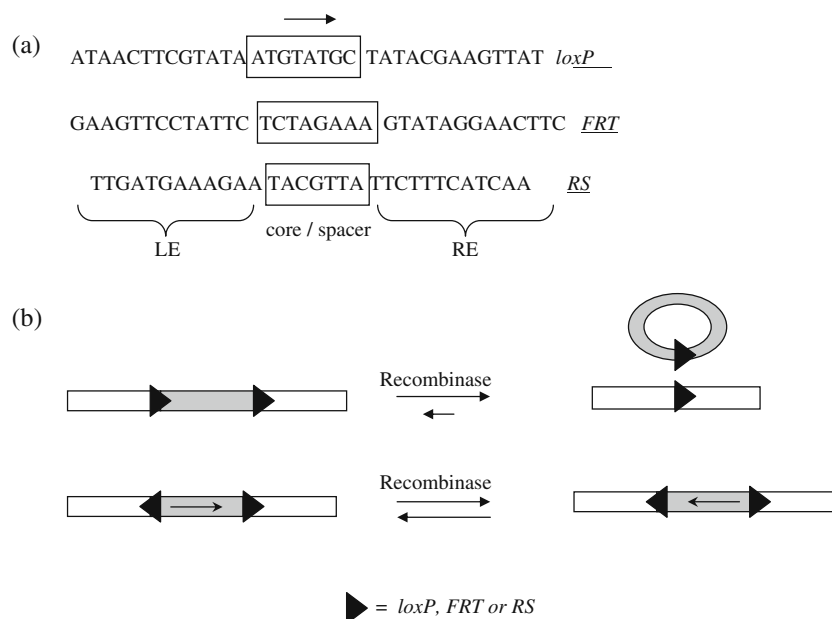 (a)
ATAACTTCGTATA ATGTATGC TATACGAAGTTAT loxP
GAAGTTCCTATTC TCTAGAAA GTATAGGAACTTC FRT
TTGATGAAAGAA TACGTTA TTCTTTCATCAA RS
LE core / spacer RE
(b)
Recombinase
Recombinase
= loxP, FRT or RS